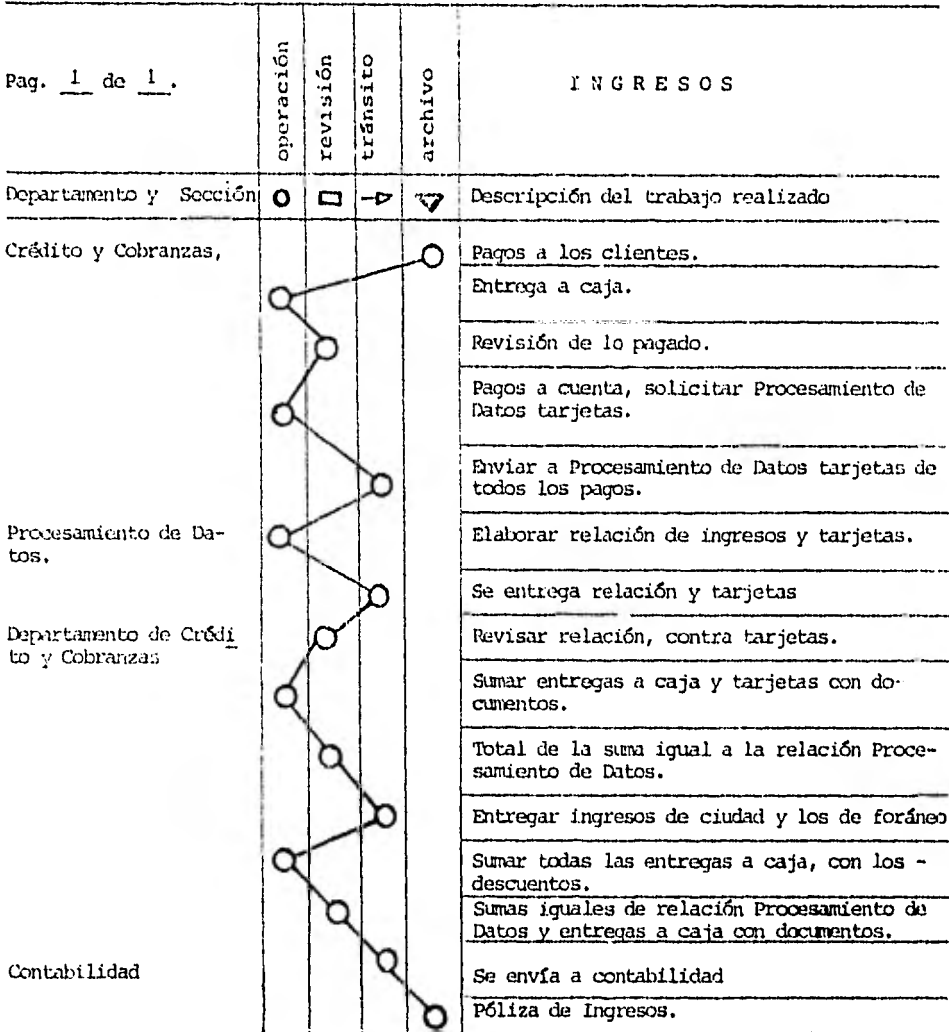 Pag. 1 de 1.
operación
revisión
tránsito
archivo
INGRESOS
Departamento y Sección
Descripción del trabajo realizado
Crédito y Cobranzas,
Pagos a los clientes.
Entrega a caja.
Revisión de lo pagado.
Pagos a cuenta, solicitar Procesamiento de
Datos tarjetas.
Enviar a Procesamiento de Datos tarjetas de
todos los pagos.
Procesamiento de Da-
tos.
Elaborar relación de ingresos y tarjetas.
Se entrega relación y tarjetas
Departamento de Crédi
to y Cobranzas
Revisar relación, contra tarjetas.
Sumar entregas a caja y tarjetas con do-
cumentos.
Total de la suma igual a la relación Proce-
samiento de Datos.
Entregar ingresos de ciudad y los de foráneo
Sumar todas las entregas a caja, con los -
descuentos.
Sumas iguales de relación Procesamiento de
Datos y entregas a caja con documentos.
Contabilidad
Se envía a contabilidad
Póliza de Ingresos.